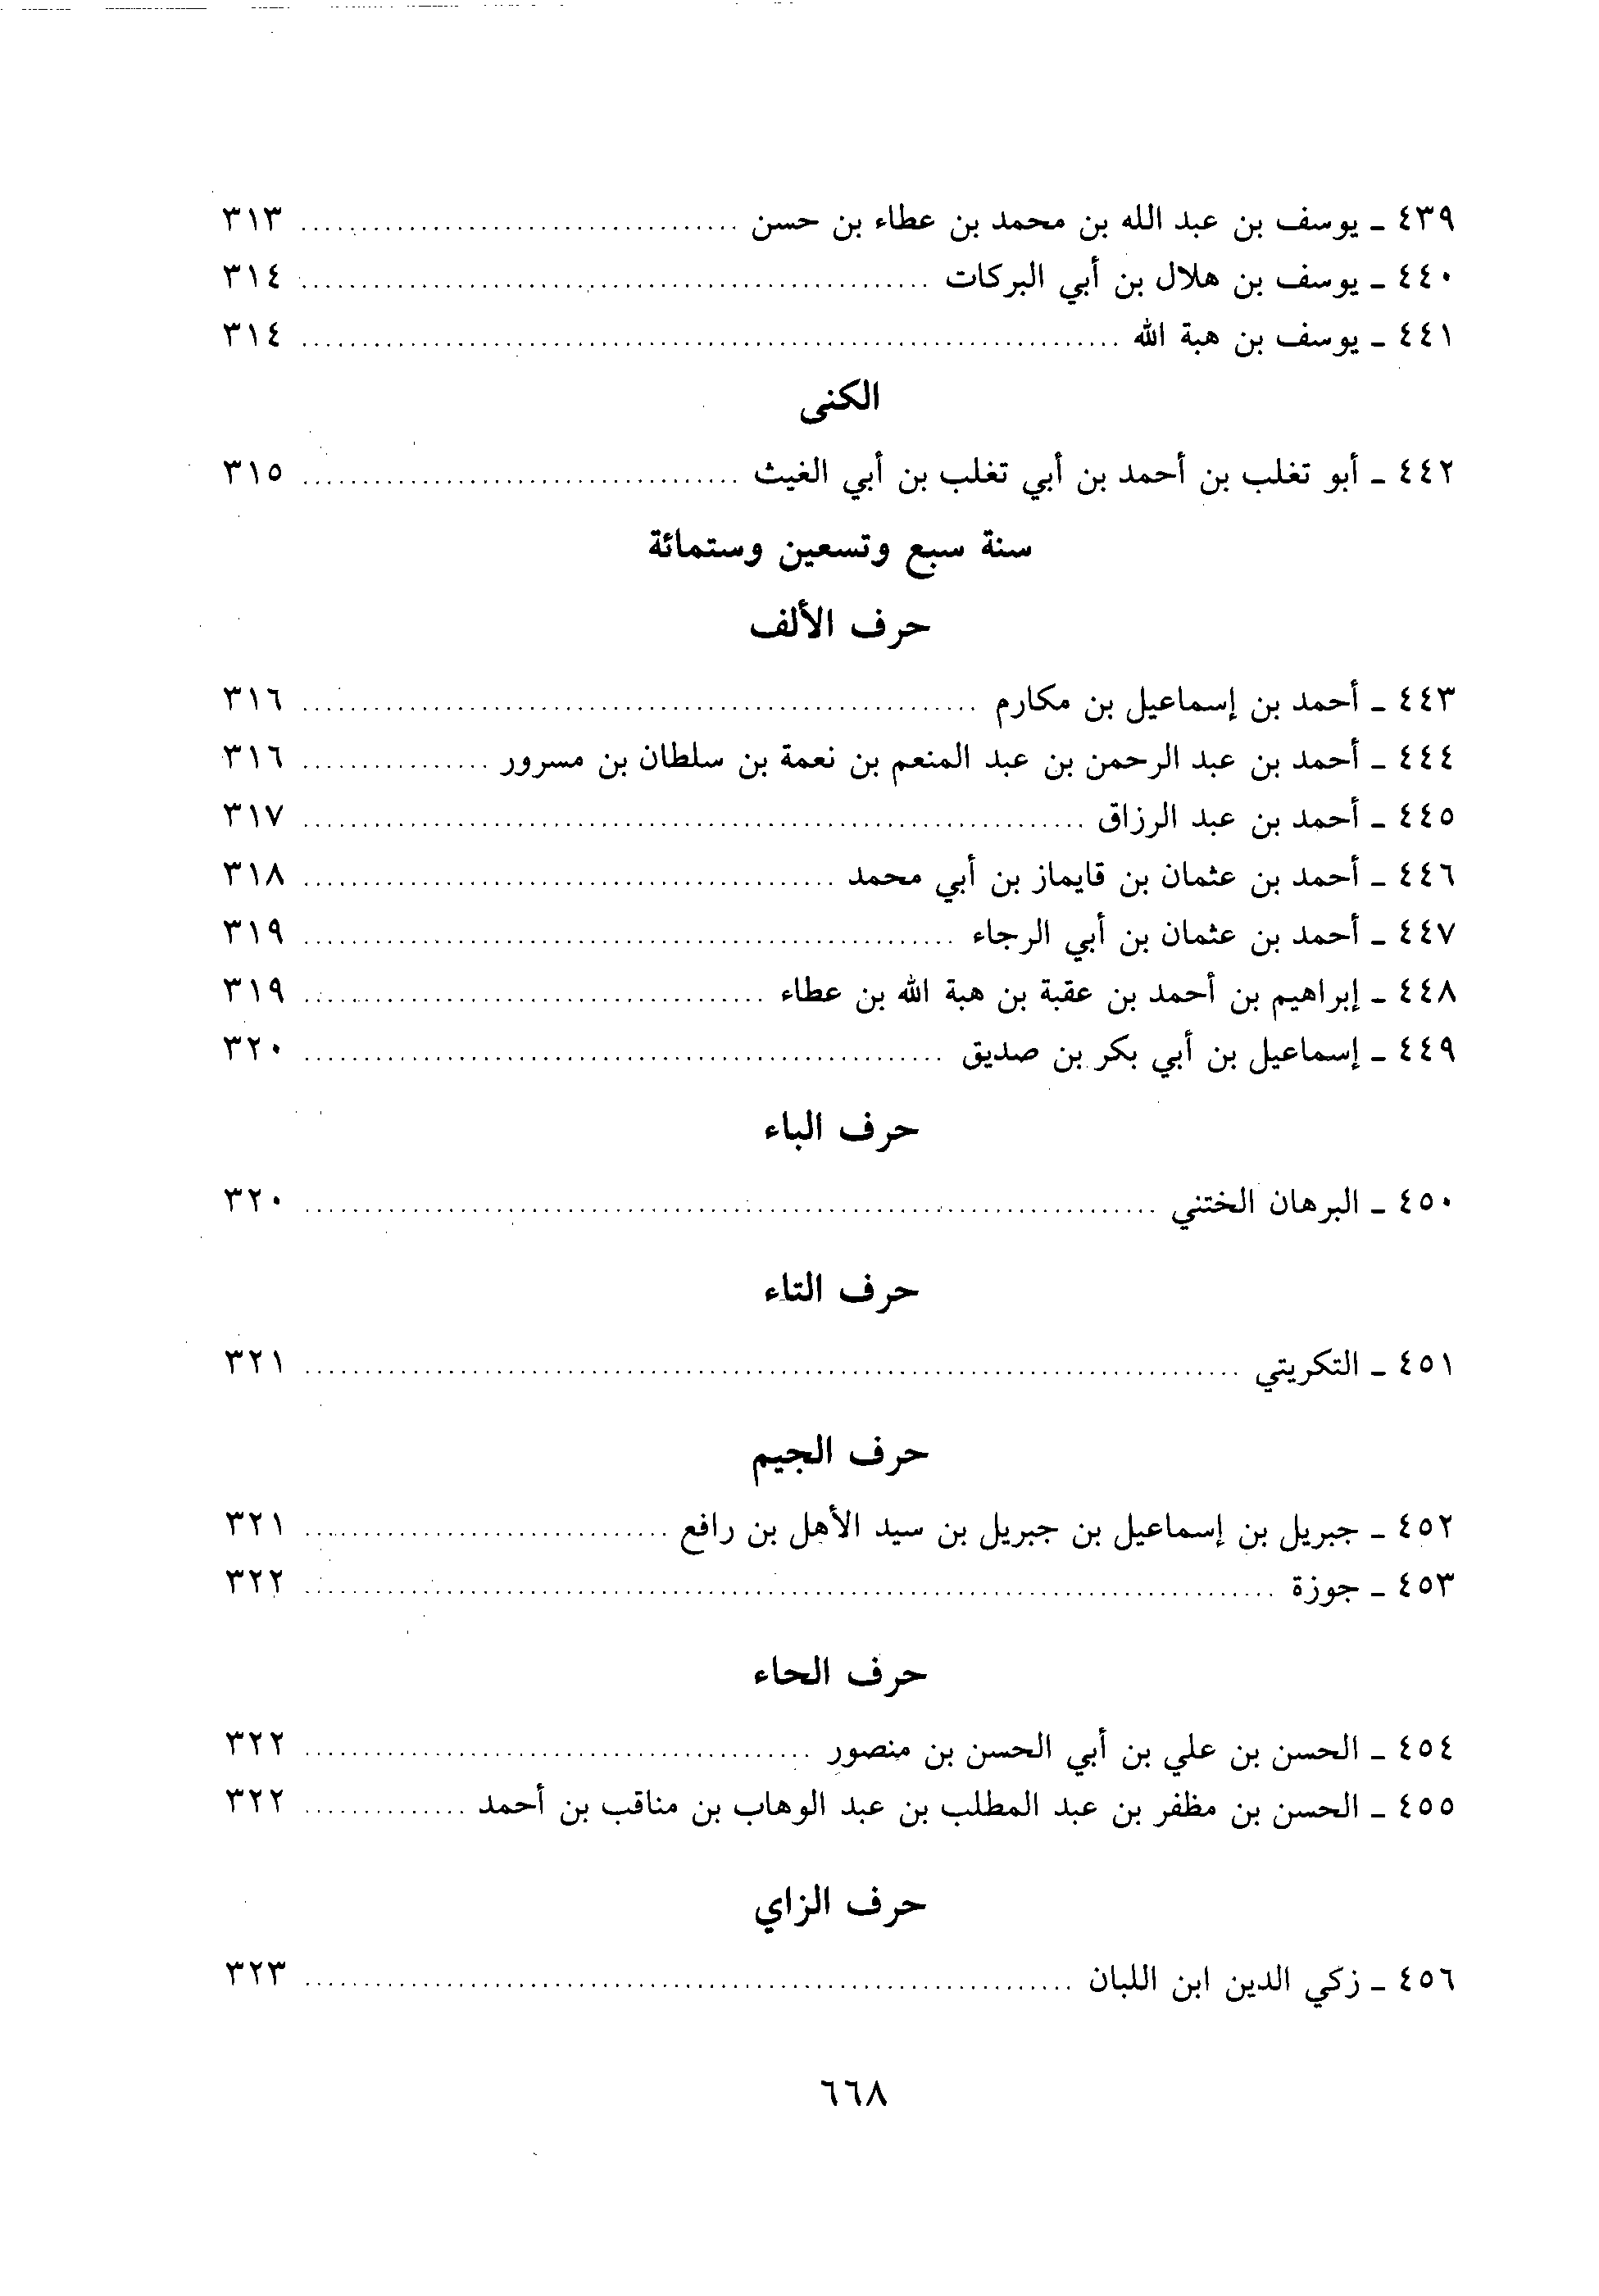 ٤٣٩ ـ يوسف بن عبد الله بن محمد بن عطاء بن حسن ..... ٣١٣
٤٤٠ ـ يوسف بن هلال بن أبي البركات ..... ٣١٤
٤٤١ ـ يوسف بن هبة الله ..... ٣١٤
الكنى
٤٤٢ ـ أبو تغلب بن أحمد بن أبي تغلب بن أبي الغيث ..... ٣١٥
سنة سبع وتسعين وستمائة
حرف الألف
٤٤٣ ـ أحمد بن إسماعيل بن مكارم ..... ٣١٦
٤٤٤ ـ أحمد بن عبد الرحمن بن عبد المنعم بن نعمة بن سلطان بن مسرور ..... ٣١٦
٤٤٥ ـ أحمد بن عبد الرزاق ..... ٣١٧
٤٤٦ ـ أحمد بن عثمان بن قايماز بن أبي محمد ..... ٣١٨
٤٤٧ ـ أحمد بن عثمان بن أبي الرجاء ..... ٣١٩
٤٤٨ ـ إبراهيم بن أحمد بن عقبة بن هبة الله بن عطاء ..... ٣١٩
٤٤٩ ـ إسماعيل بن أبي بكر بن صديق ..... ٣٢٠
حرف الباء
٤٥٠ ـ البرهان الختني ..... ٣٢٠
حرف التاء
٤٥١ ـ التكريتي ..... ٣٢١
حرف الجيم
٤٥٢ ـ جبريل بن إسماعيل بن جبريل بن سيد الأهل بن رافع ..... ٣٢١
٤٥٣ ـ جوزة ..... ٣٢٢
حرف الحاء
٤٥٤ ـ الحسن بن علي بن أبي الحسن بن منصور ..... ٣٢٢
٤٥٥ ـ الحسن بن مظفر بن عبد المطلب بن عبد الوهاب بن مناقب بن أحمد ..... ٣٢٢
حرف الزاي
٤٥٦ ـ زكي الدين ابن اللبان ..... ٣٢٣
٦٦٨